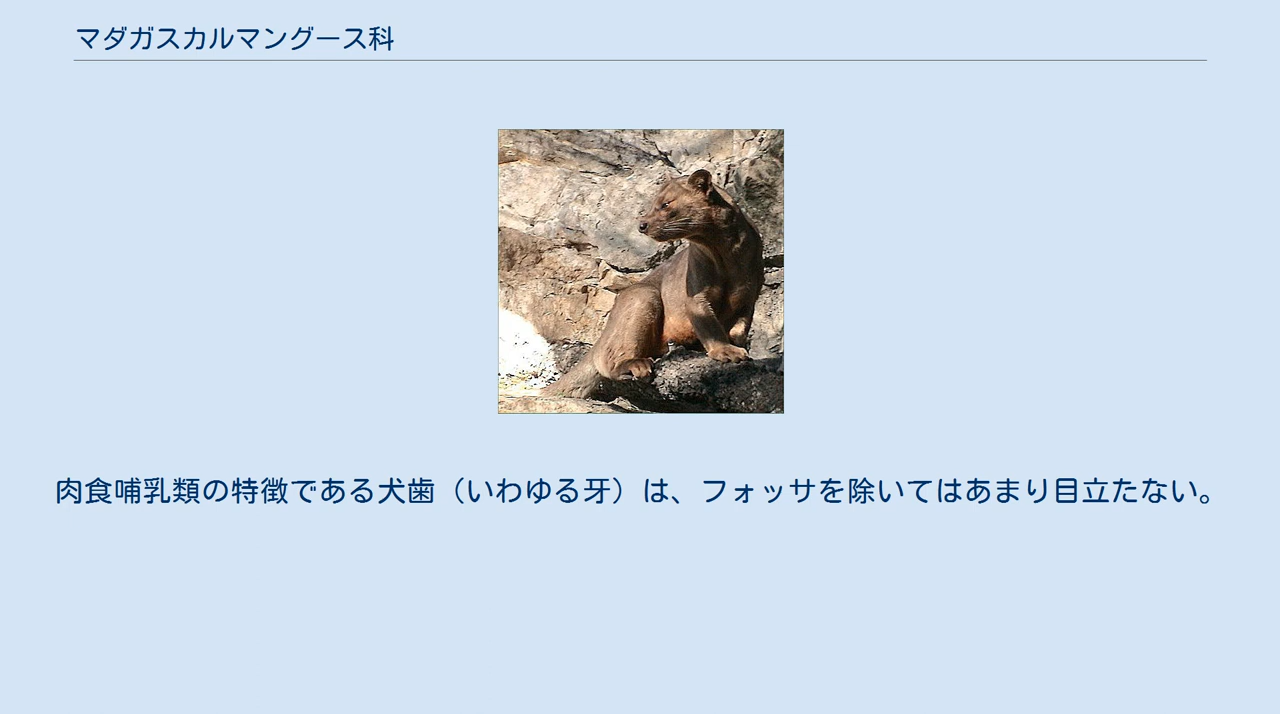 マダガスカルマングース科
肉食哺乳類の特徴である犬歯（いわゆる牙）は、フォッサを除いてはあまり目立たない。